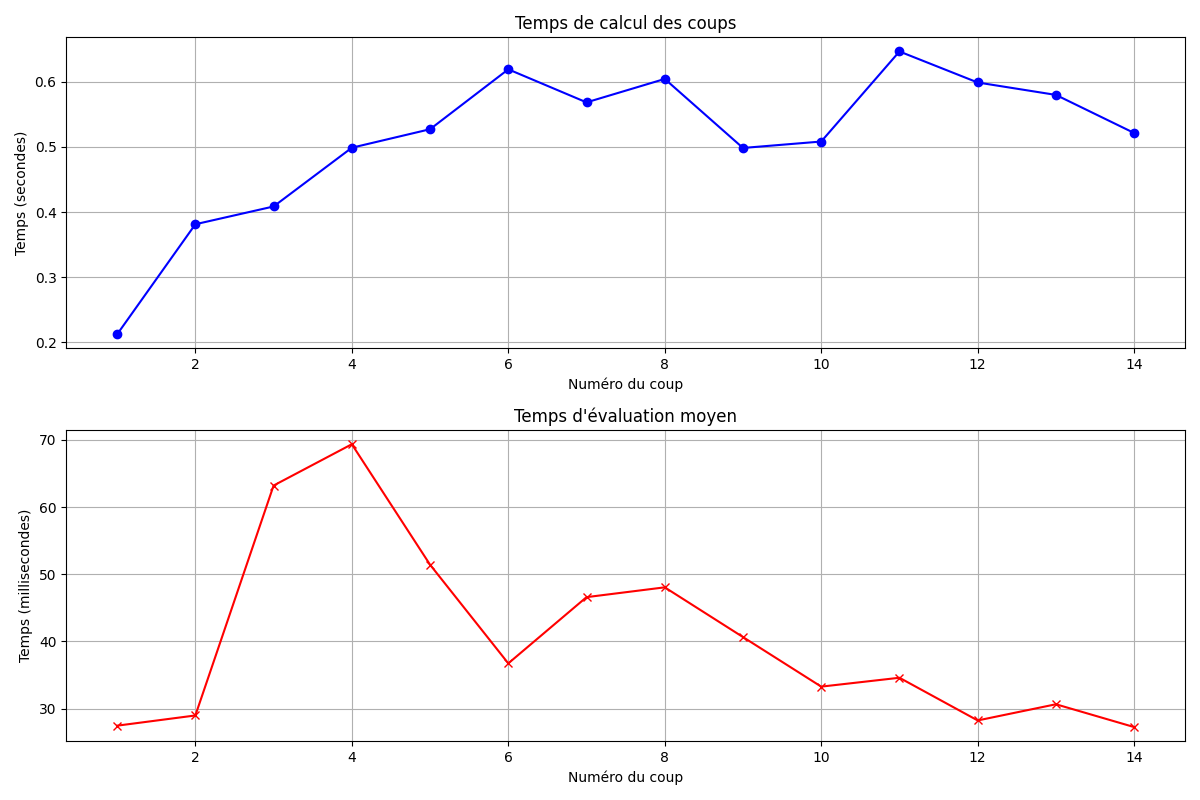 Temps de calcul des coups
Temps (secondes)
0.6
0.5
0.4
0.3
0.2
2 4 6 8 10 12 14
Numéro du coup
Temps d'évaluation moyen
Temps (millisecondes)
70
60
50
40
30
2 4 6 8 10 12 14
Numéro du coup